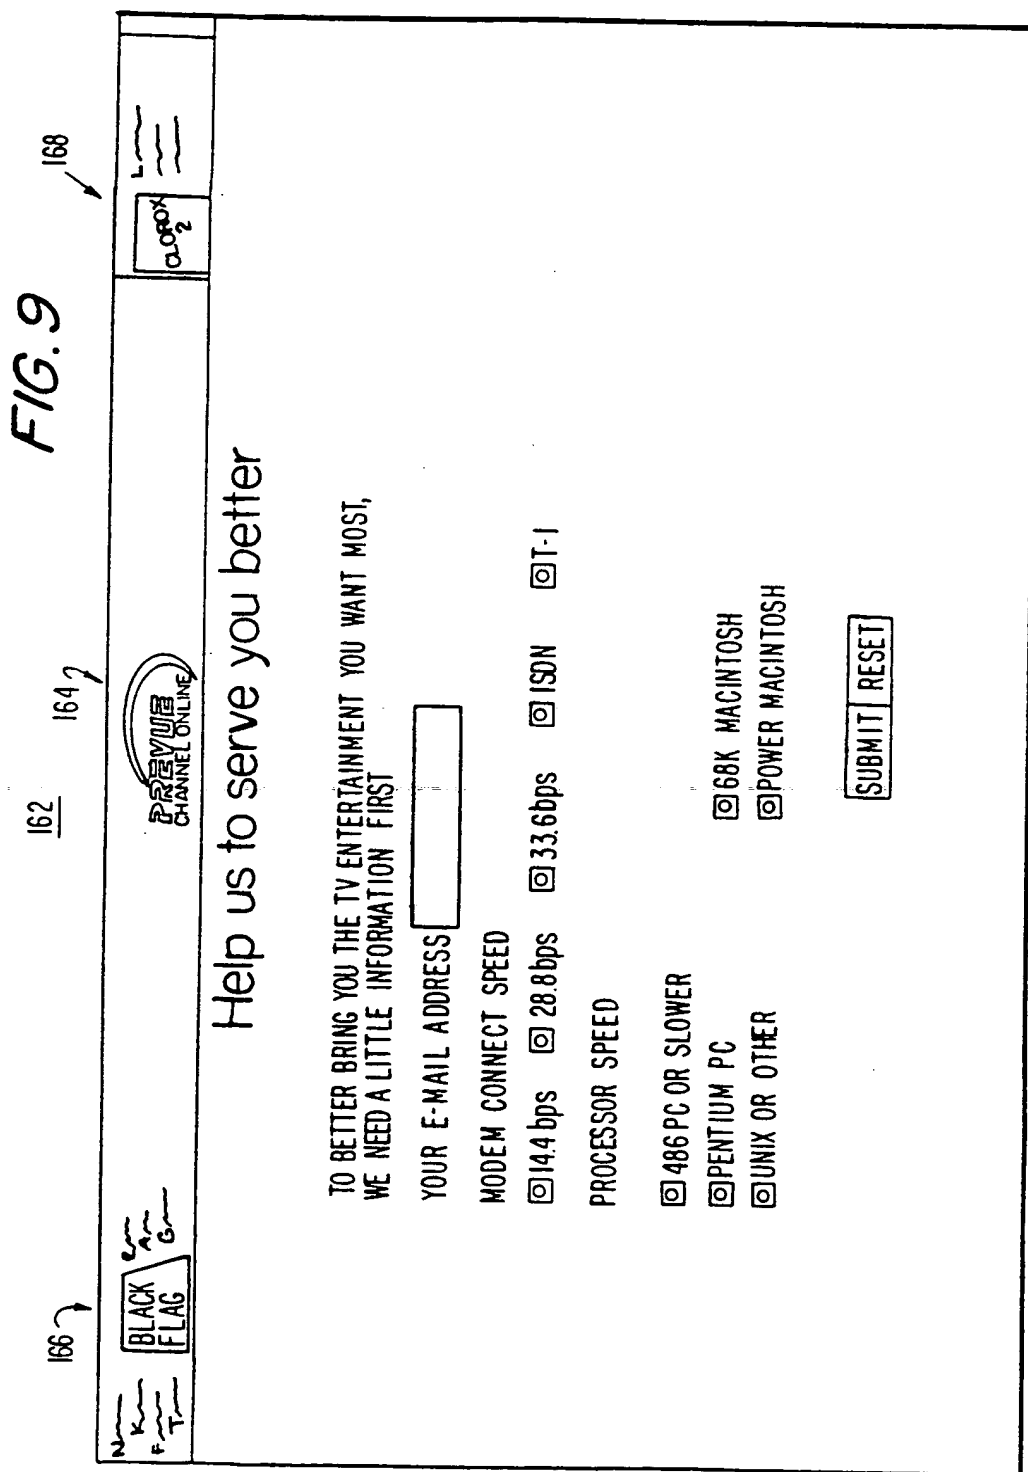 FIG. 9
162
164
166
168
BLACK
FLAG
PREVUE
CHANNEL ONLINE
CLOROX
2
Help us to serve you better
TO BETTER BRING YOU THE TV ENTERTAINMENT YOU WANT MOST,
WE NEED A LITTLE INFORMATION FIRST
YOUR E-MAIL ADDRESS
MODEM CONNECT SPEED
14.4 bps 28.8bps 33.6bps ISDN T-1
PROCESSOR SPEED
486 PC OR SLOWER 68K MACINTOSH
PENTIUM PC POWER MACINTOSH
UNIX OR OTHER
SUBMIT RESET